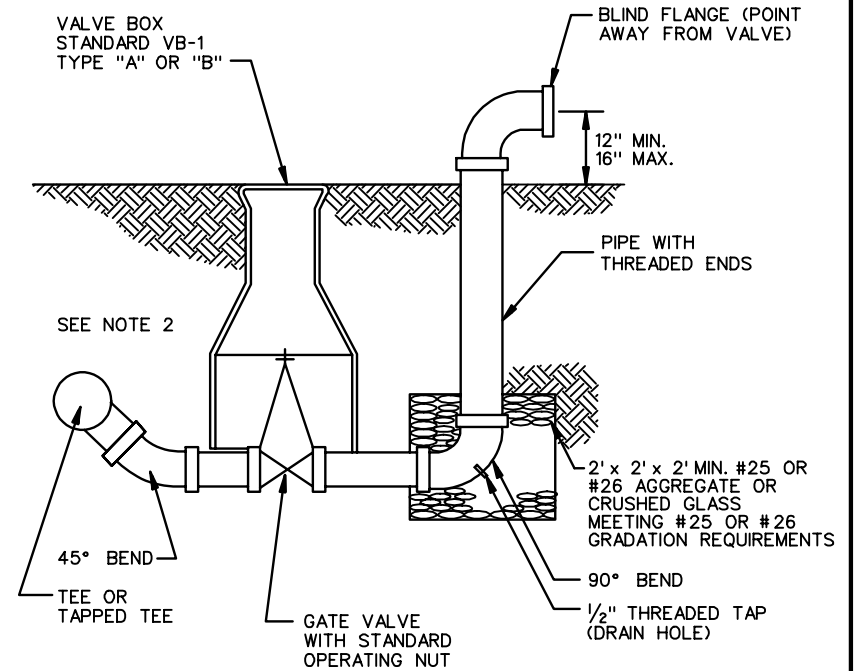 VALVE BOX
STANDARD VB-1
TYPE "A" OR "B"
BLIND FLANGE (POINT
AWAY FROM VALVE)
12" MIN.
16" MAX.
PIPE WITH
THREADED ENDS
SEE NOTE 2
2' x 2' x 2' MIN. #25 OR
#26 AGGREGATE OR
CRUSHED GLASS
MEETING #25 OR #26
GRADATION REQUIREMENTS
45° BEND
90° BEND
TEE OR
TAPPED TEE
1/2" THREADED TAP
(DRAIN HOLE)
GATE VALVE
WITH STANDARD
OPERATING NUT